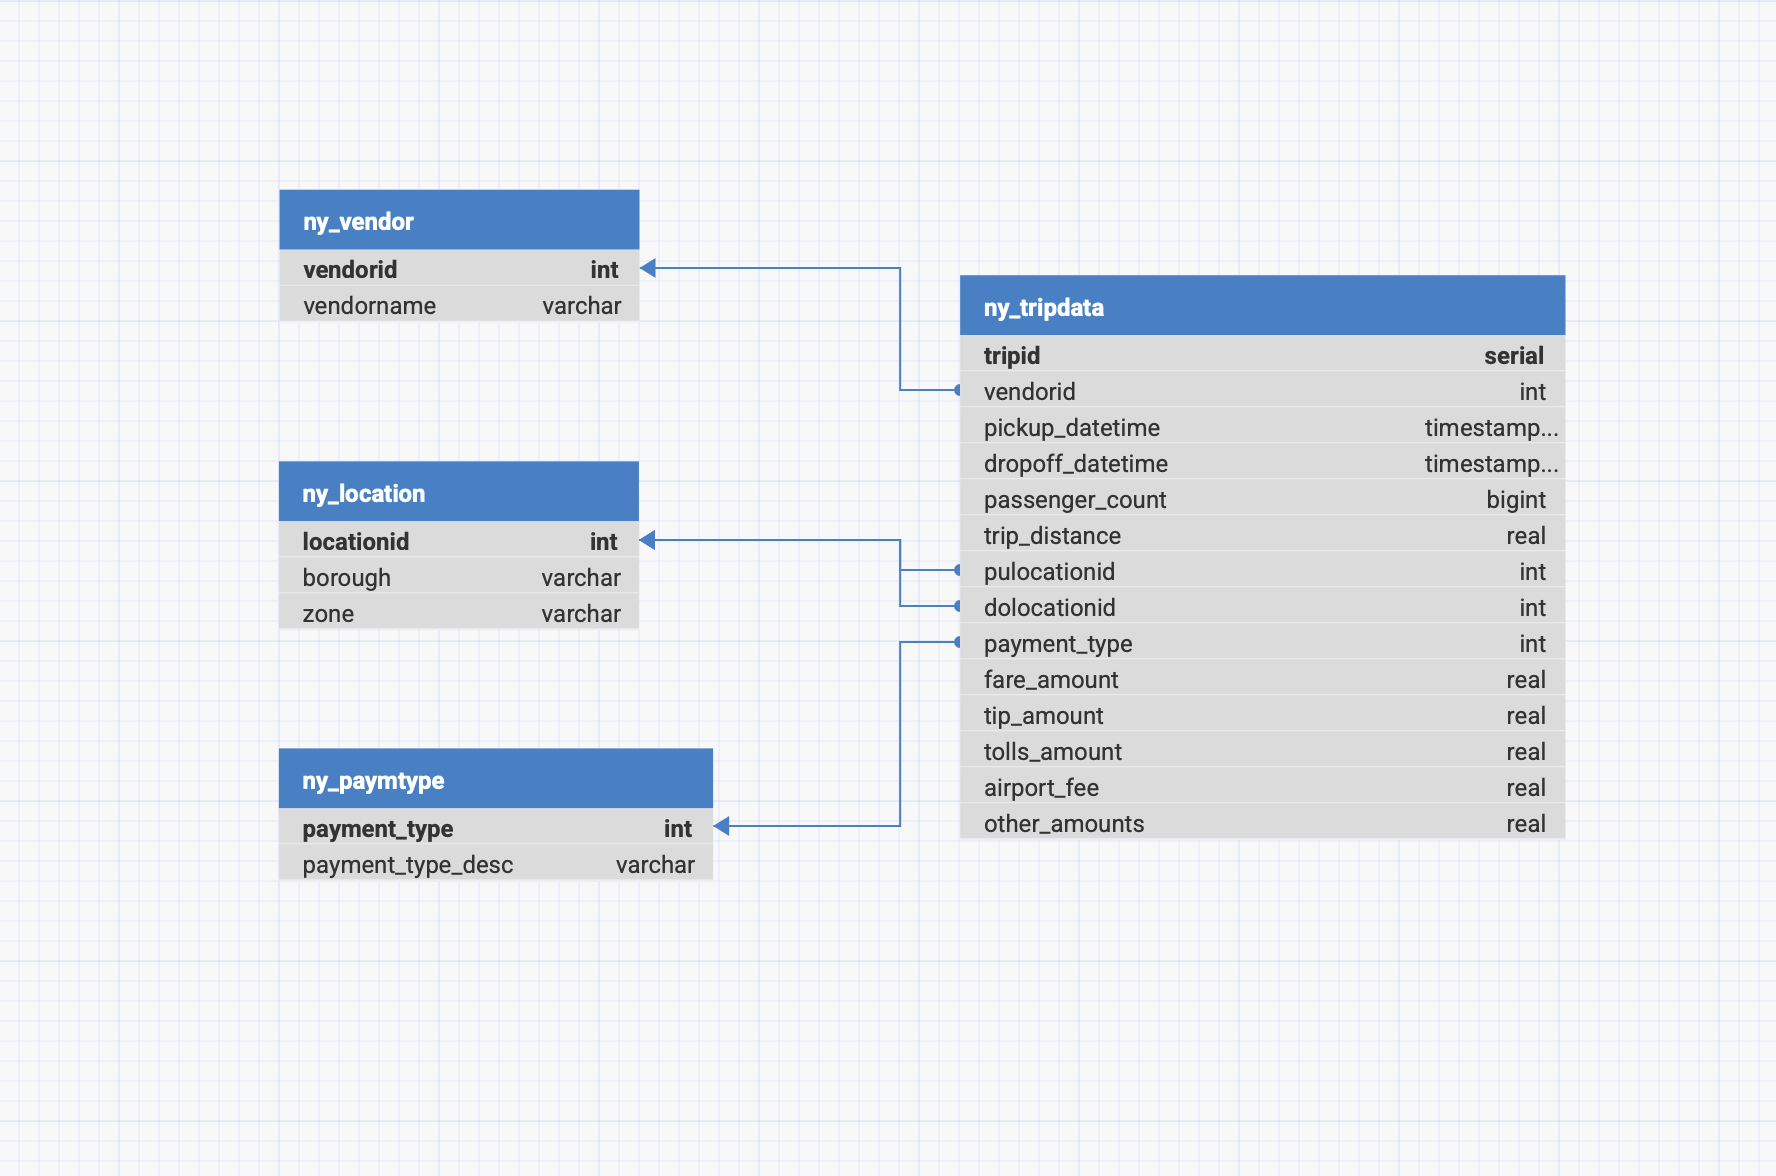 ny_vendor
vendorid int
vendorname varchar
ny_location
locationid int
borough varchar
zone varchar
ny_paymtype
payment_type int
payment_type_desc varchar
ny_tripdata
tripid serial
vendorid int
pickup_datetime timestamp...
dropoff_datetime timestamp...
passenger_count bigint
trip_distance real
pulocationid int
dolocationid int
payment_type int
fare_amount real
tip_amount real
tolls_amount real
airport_fee real
other_amounts real